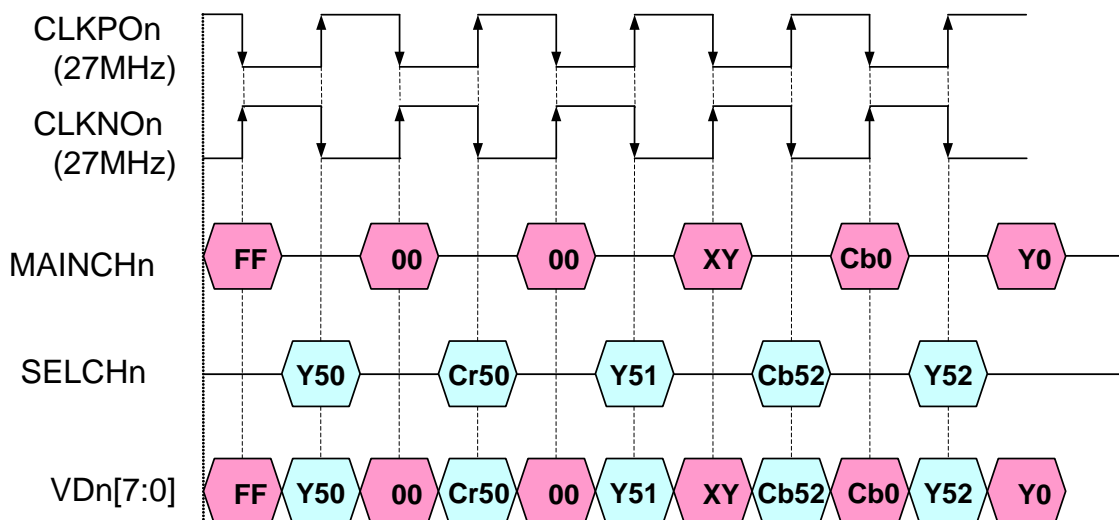 CLKPOn
(27MHz)
CLKNOn
(27MHz)
MAINCHn FF 00 00 XY Cb0 Y0
SELCHn Y50 Cr50 Y51 Cb52 Y52
VDn[7:0] FF Y50 00 Cr50 00 Y51 XY Cb52 Cb0 Y52 Y0